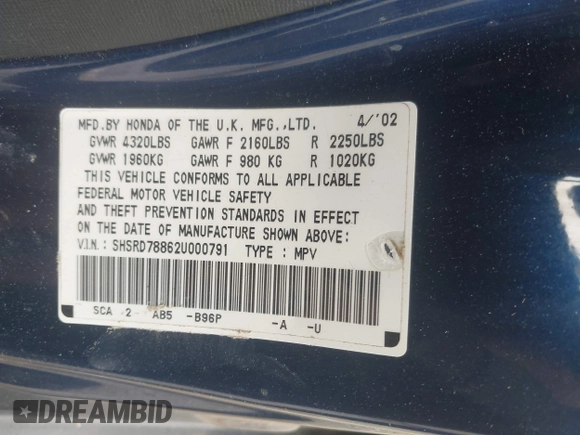 MFD.BY HONDA OF THE U.K. MFG.,LTD. 4/'02
GVWR 4320LBS GAWR F 2160LBS R 2250LBS
GVWR 1960KG GAWR F 980 KG R 1020KG
THIS VEHICLE CONFORMS TO ALL APPLICABLE
FEDERAL MOTOR VEHICLE SAFETY
AND THEFT PREVENTION STANDARDS IN EFFECT
ON THE DATE OF MANUFACTURE SHOWN ABOVE:
V.I.N.: SHSRD78862U000791 TYPE : MPV
SCA 2 AB5 -B96P -A -U
DREAMBID